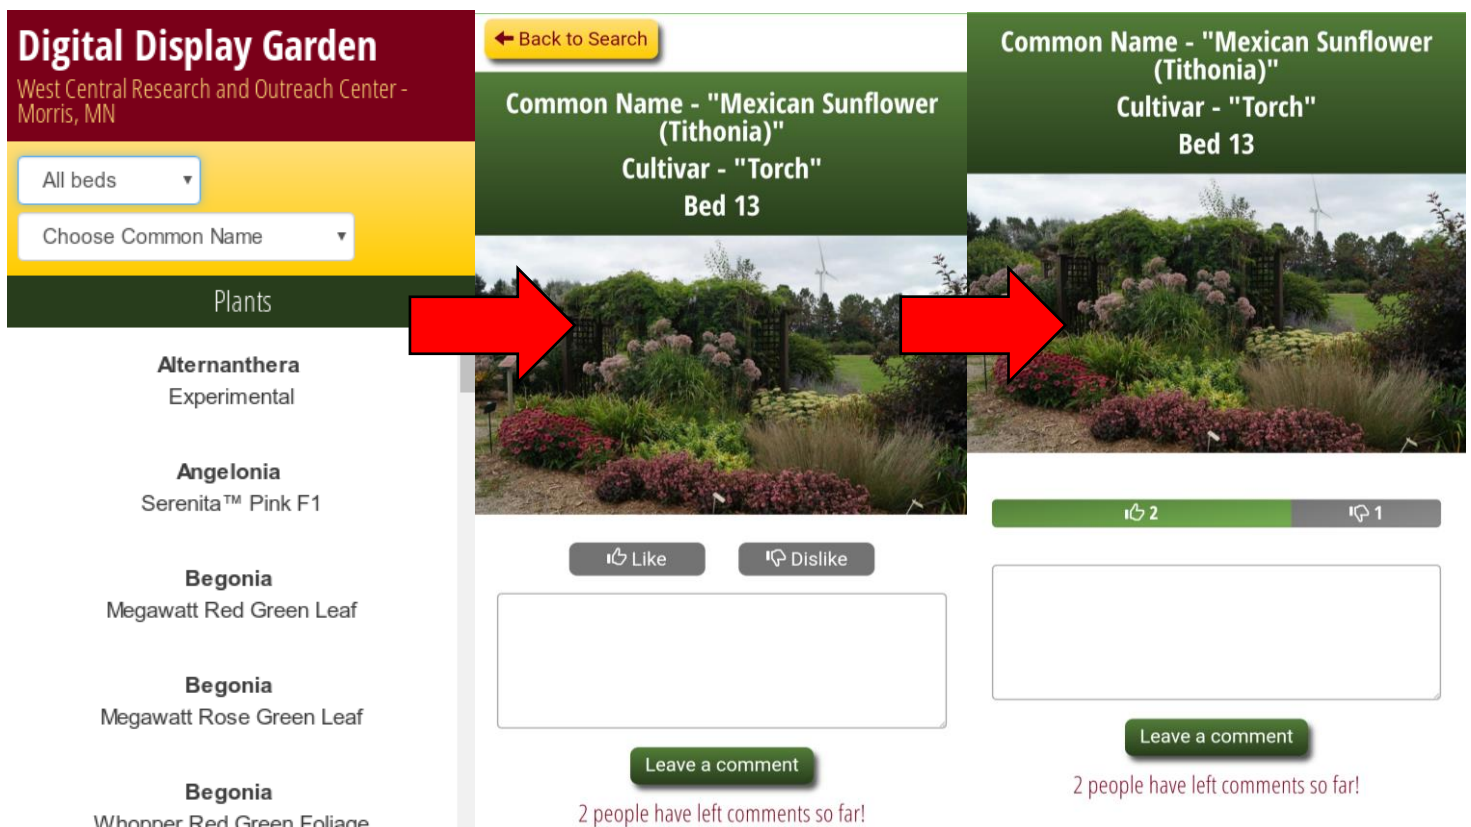 Digital Display Garden
West Central Research and Outreach Center -
Morris, MN
All beds
Choose Common Name
Plants
Alternanthera
Experimental
Angelonia
Serenita™ Pink F1
Begonia
Megawatt Red Green Leaf
Begonia
Megawatt Rose Green Leaf
Begonia
Whopper Red Green Foliage
Back to Search
Common Name - "Mexican Sunflower
(Tithonia)"
Cultivar - "Torch"
Bed 13
Like
Dislike
Leave a comment
2 people have left comments so far!
Common Name - "Mexican Sunflower
(Tithonia)"
Cultivar - "Torch"
Bed 13
2
1
Leave a comment
2 people have left comments so far!